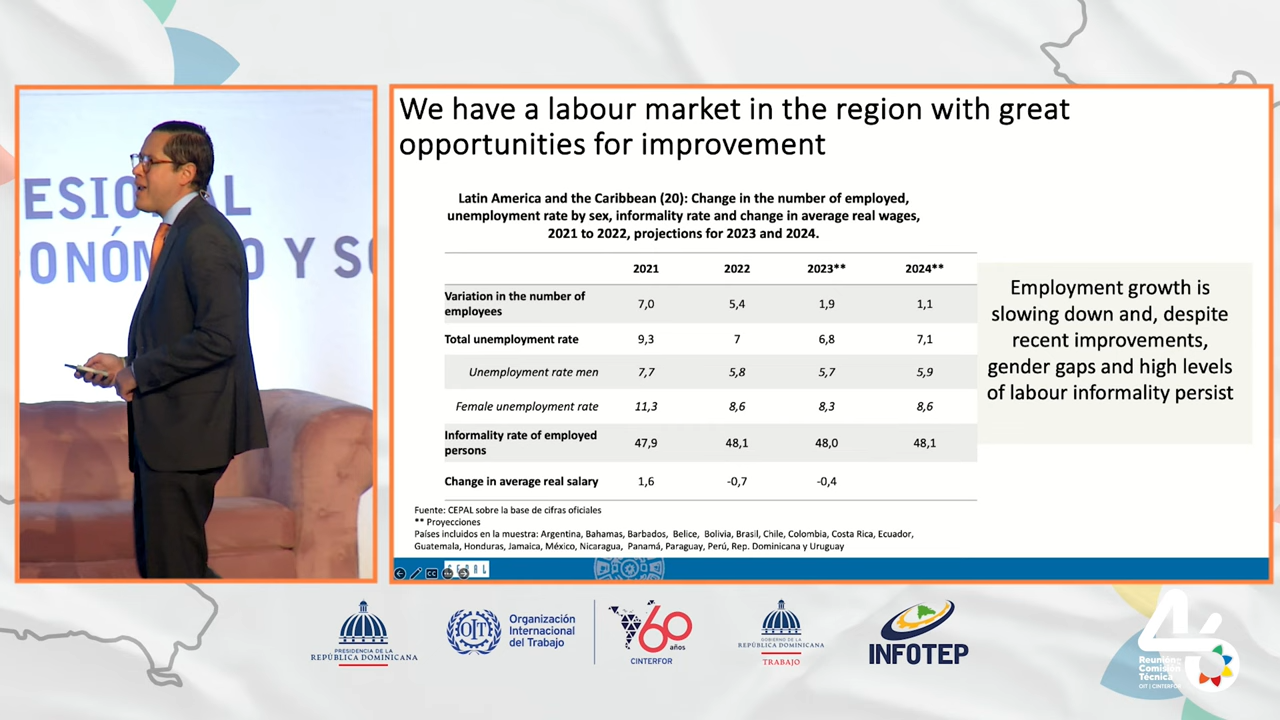 ESIONAL
ONÓM O Y SO
We have a labour market in the region with great
opportunities for improvement
Latin America and the Caribbean (20): Change in the number of employed,
unemployment rate by sex, informality rate and change in average real wages,
2021 to 2022, projections for 2023 and 2024.
2021 2022 2023** 2024**
Variation in the number of
employees 7,0 5,4 1,9 1,1
Total unemployment rate 9,3 7 6,8 7,1
Unemployment rate men 7,7 5,8 5,7 5,9
Female unemployment rate 11,3 8,6 8,3 8,6
Informality rate of employed
persons 47,9 48,1 48,0 48,1
Change in average real salary 1,6 -0,7 -0,4
Employment growth is
slowing down and, despite
recent improvements,
gender gaps and high levels
of labour informality persist
Fuente: CEPAL sobre la base de cifras oficiales
** Proyecciones
Países incluidos en la muestra: Argentina, Bahamas, Barbados, Belice, Bolivia, Brasil, Chile, Colombia, Costa Rica, Ecuador,
Guatemala, Honduras, Jamaica, México, Nicaragua, Panamá, Paraguay, Perú, Rep. Dominicana y Uruguay
CC
PRESIDENCIA DE LA
REPÚBLICA DOMINICANA
OIT
Organización
Internacional
del Trabajo
60
años
CINTERFOR
GOBIERNO DE LA
REPÚBLICA DOMINICANA
TRABAJO
INFOTEP
46
Reunión
Comisión
Técnica
OIT | CINTERFOR